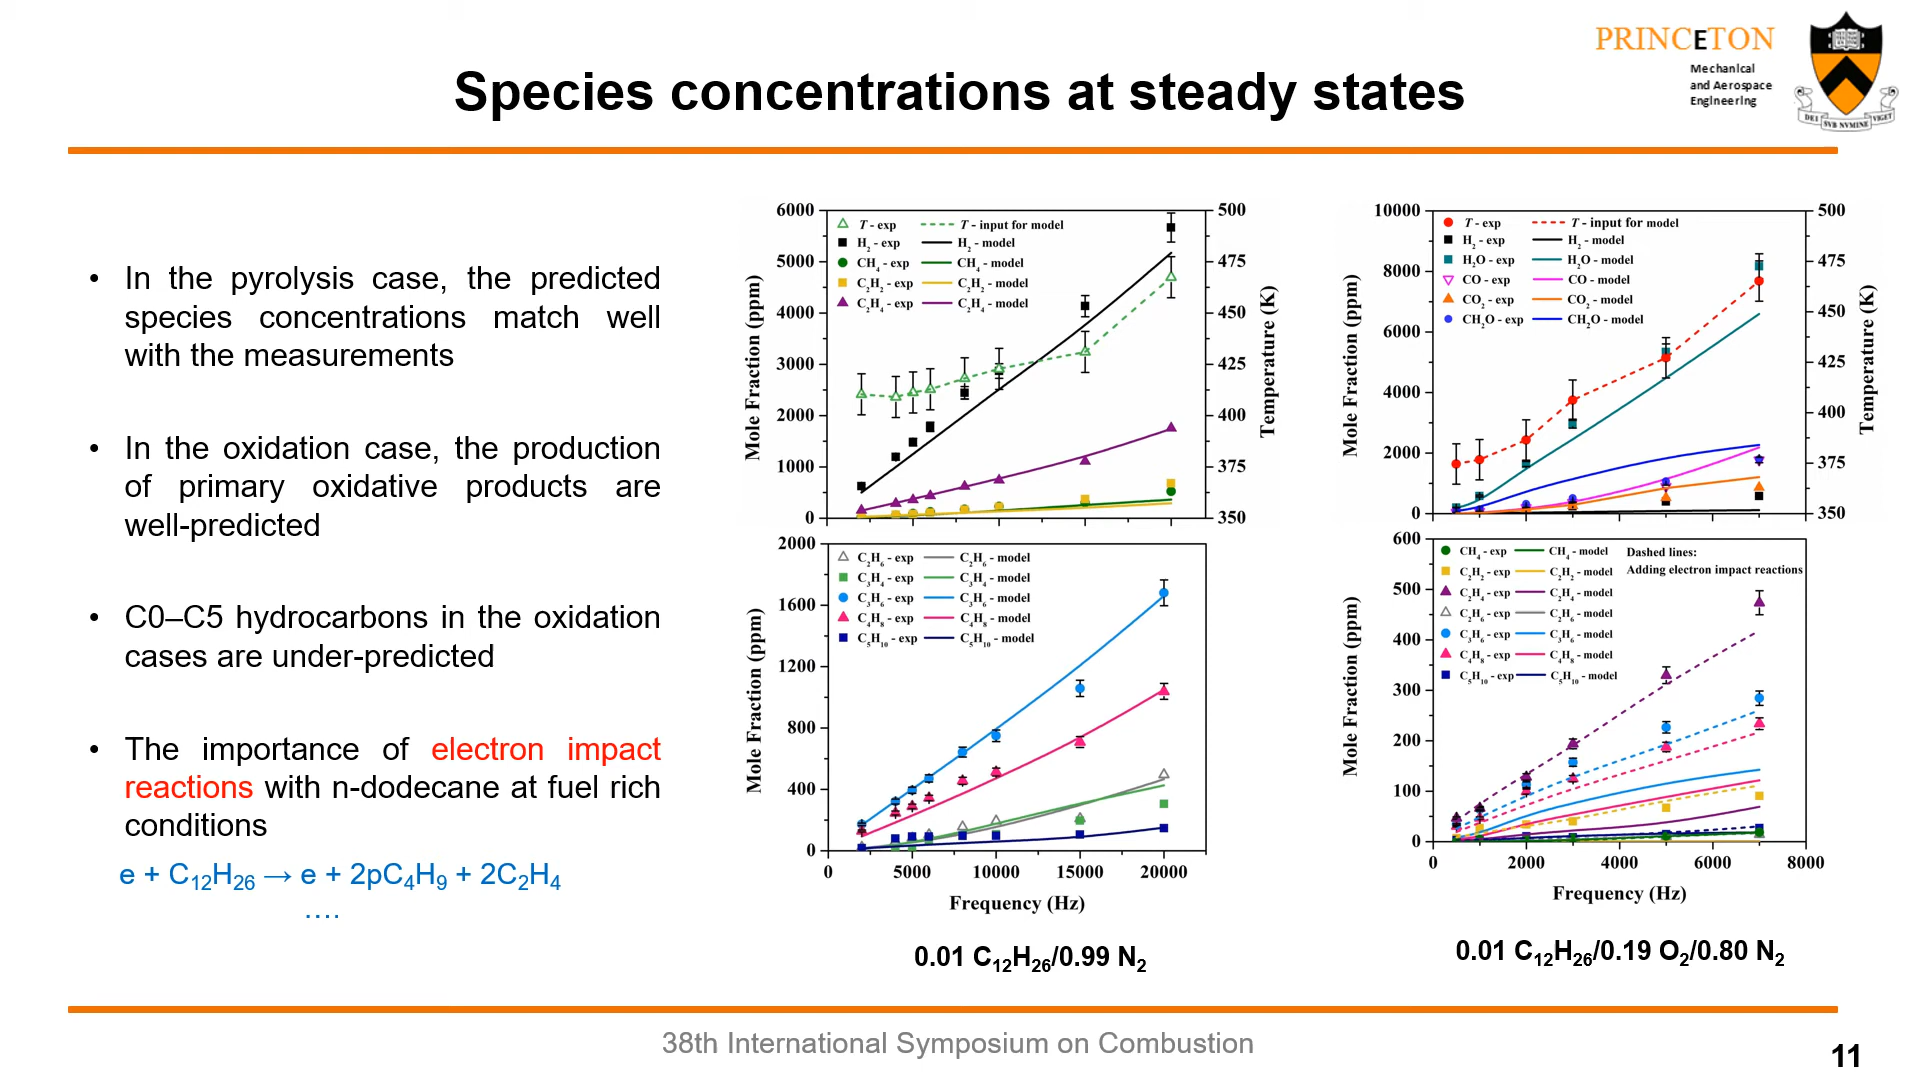 PRINCETON
Mechanical
and Aerospace
Engineering
DEI SVB NVMINE VIGET
Species concentrations at steady states
• In the pyrolysis case, the predicted
species concentrations match well
with the measurements
• In the oxidation case, the production
of primary oxidative products are
well-predicted
• C0–C5 hydrocarbons in the oxidation
cases are under-predicted
• The importance of electron impact
reactions with n-dodecane at fuel rich
conditions
e + C₁₂H₂₆ → e + 2pC₄H₉ + 2C₂H₄
….
6000
5000
4000
3000
2000
1000
0
Mole Fraction (ppm)
T - exp T - input for model
H₂ - exp H₂ - model
CH₄ - exp CH₄ - model
C₂H₂ - exp C₂H₂ - model
C₂H₄ - exp C₂H₄ - model
500
475
450
425
400
375
350
Temperature (K)
2000
1600
1200
800
400
0
Mole Fraction (ppm)
C₂H₆ - exp C₂H₆ - model
C₃H₄ - exp C₃H₄ - model
C₃H₆ - exp C₃H₆ - model
C₄H₈ - exp C₄H₈ - model
C₅H₁₀ - exp C₅H₁₀ - model
0 5000 10000 15000 20000
Frequency (Hz)
0.01 C₁₂H₂₆/0.99 N₂
10000
8000
6000
4000
2000
0
Mole Fraction (ppm)
T - exp T - input for model
H₂ - exp H₂ - model
H₂O - exp H₂O - model
CO - exp CO - model
CO₂ - exp CO₂ - model
CH₂O - exp CH₂O - model
500
475
450
425
400
375
350
Temperature (K)
600
500
400
300
200
100
0
Mole Fraction (ppm)
CH₄ - exp CH₄ - model
C₂H₂ - exp C₂H₂ - model
C₂H₄ - exp C₂H₄ - model
C₂H₆ - exp C₂H₆ - model
C₃H₆ - exp C₃H₆ - model
C₄H₈ - exp C₄H₈ - model
C₅H₁₀ - exp C₅H₁₀ - model
Dashed lines:
Adding electron impact reactions
0 2000 4000 6000 8000
Frequency (Hz)
0.01 C₁₂H₂₆/0.19 O₂/0.80 N₂
38th International Symposium on Combustion
11